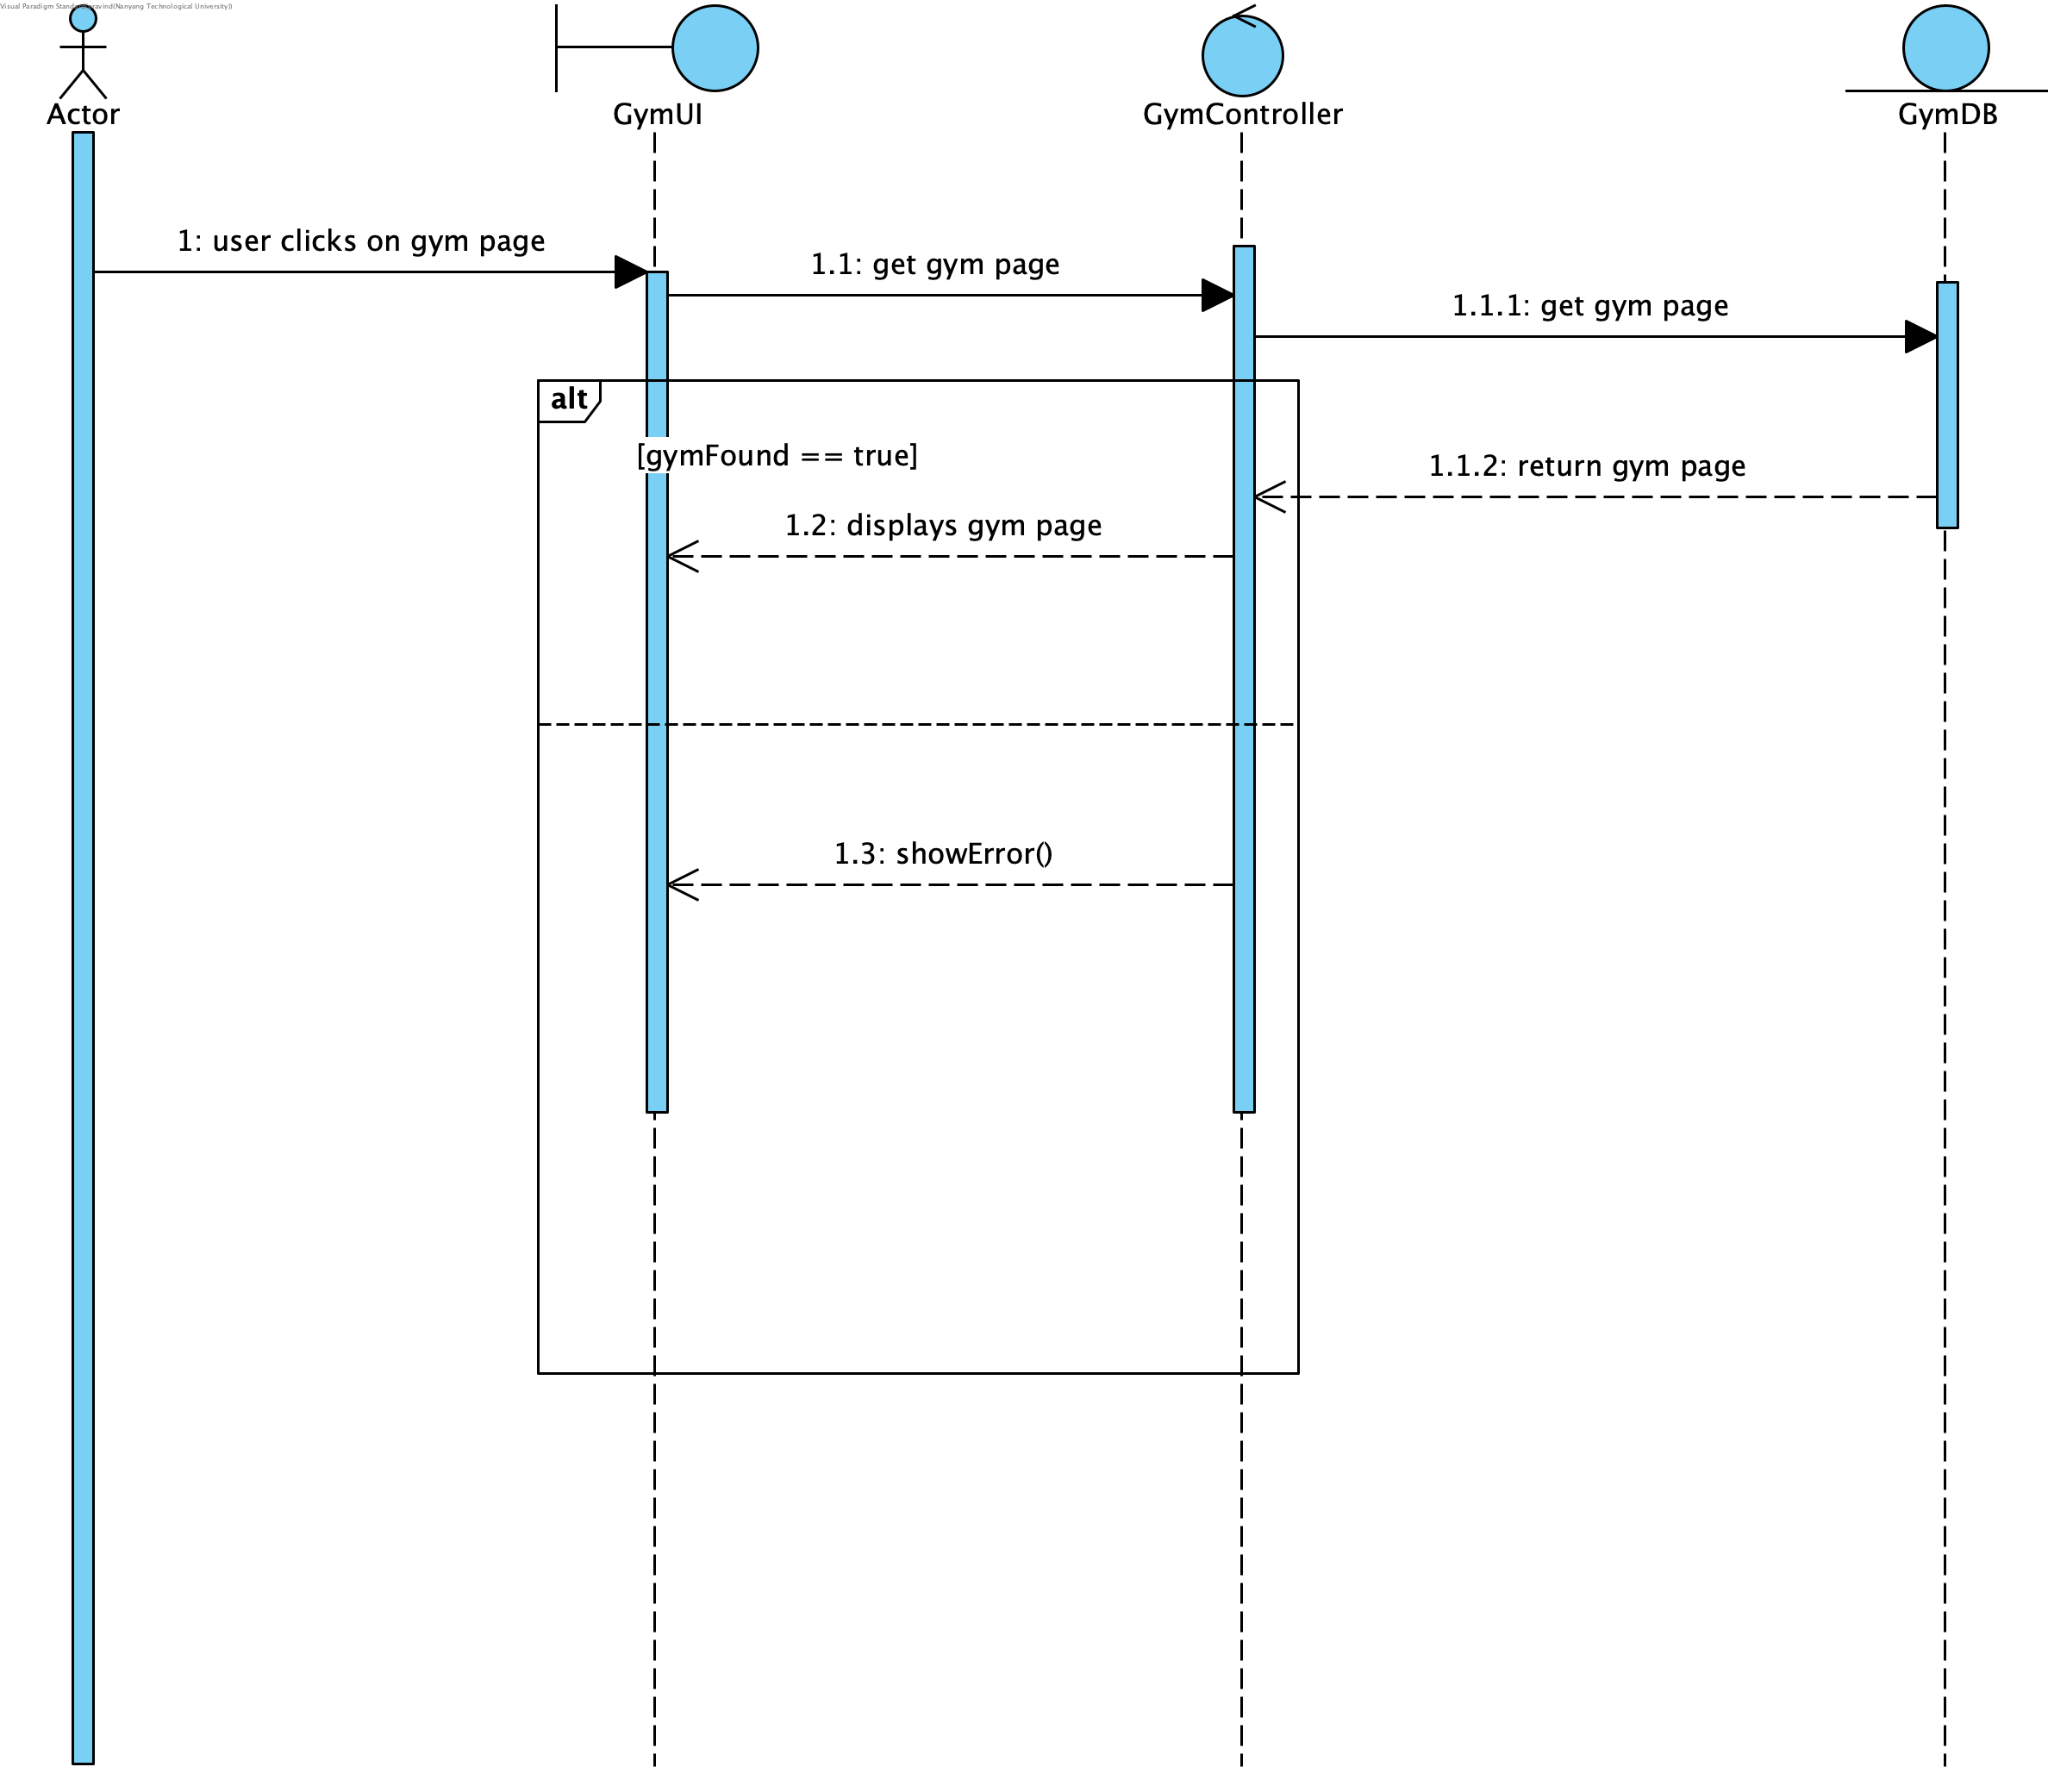 Actor
GymUI
GymController
GymDB
1: user clicks on gym page
1.1: get gym page
1.1.1: get gym page
alt
[gymFound == true]
1.1.2: return gym page
1.2: displays gym page
1.3: showError()